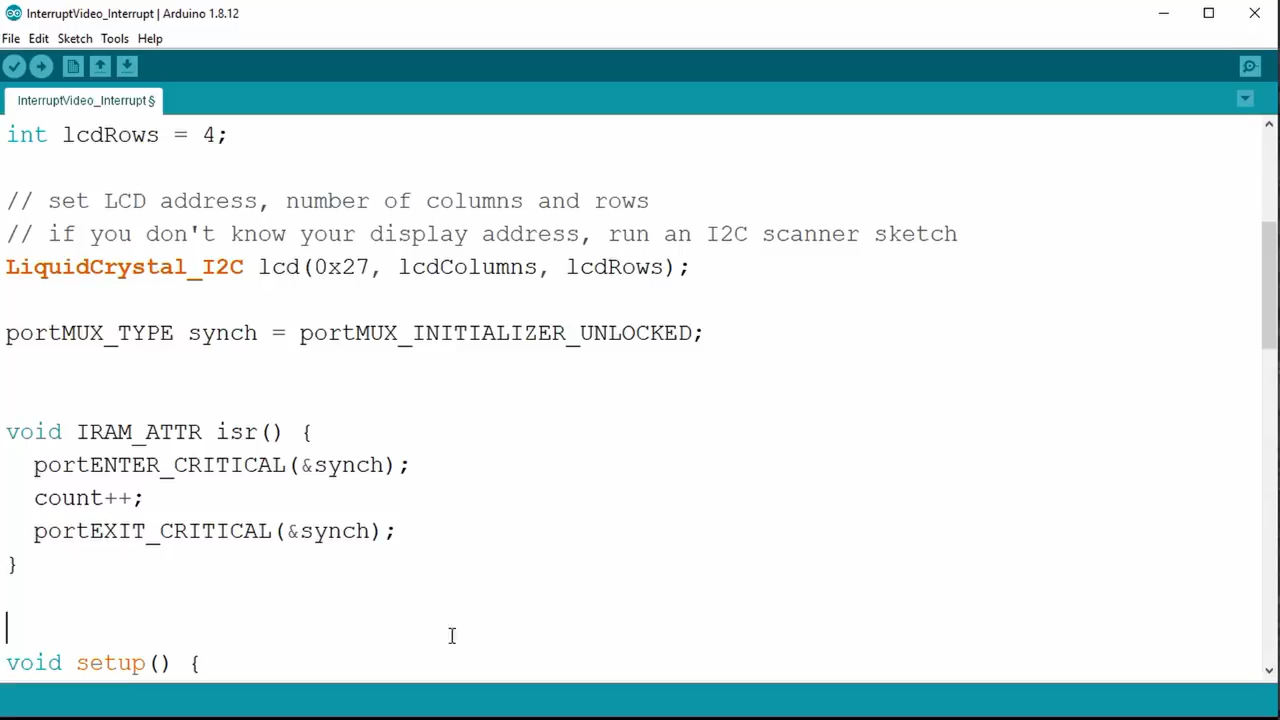 InterruptVideo_Interrupt | Arduino 1.8.12
File Edit Sketch Tools Help
InterruptVideo_Interrupt §
int lcdRows = 4;
// set LCD address, number of columns and rows
// if you don't know your display address, run an I2C scanner sketch
LiquidCrystal_I2C lcd(0x27, lcdColumns, lcdRows);
portMUX_TYPE synch = portMUX_INITIALIZER_UNLOCKED;
void IRAM_ATTR isr() {
  portENTER_CRITICAL(&synch);
  count++;
  portEXIT_CRITICAL(&synch);
}
void setup() {